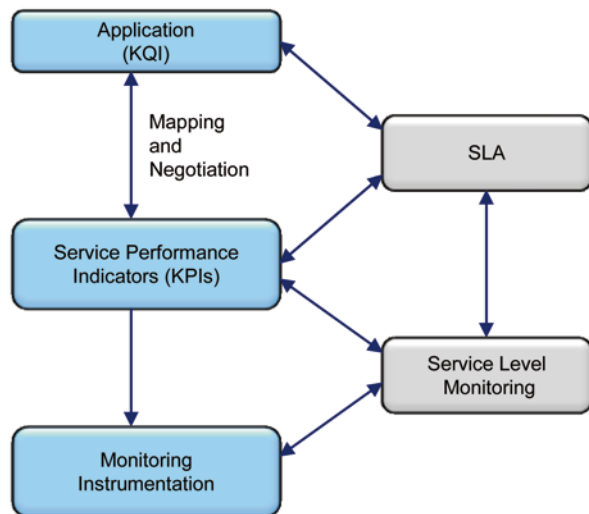 Application
(KQI)
Mapping
and
Negotiation
SLA
Service Performance
Indicators (KPIs)
Service Level
Monitoring
Monitoring
Instrumentation